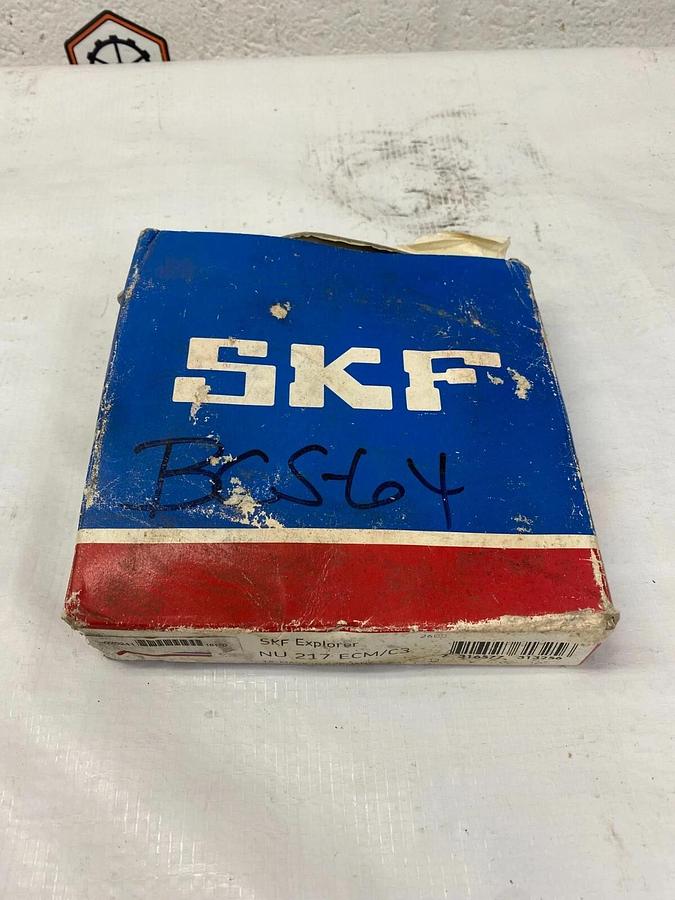 SKF
BCS-64
SKF Explorer
NU 217 ECM/C3